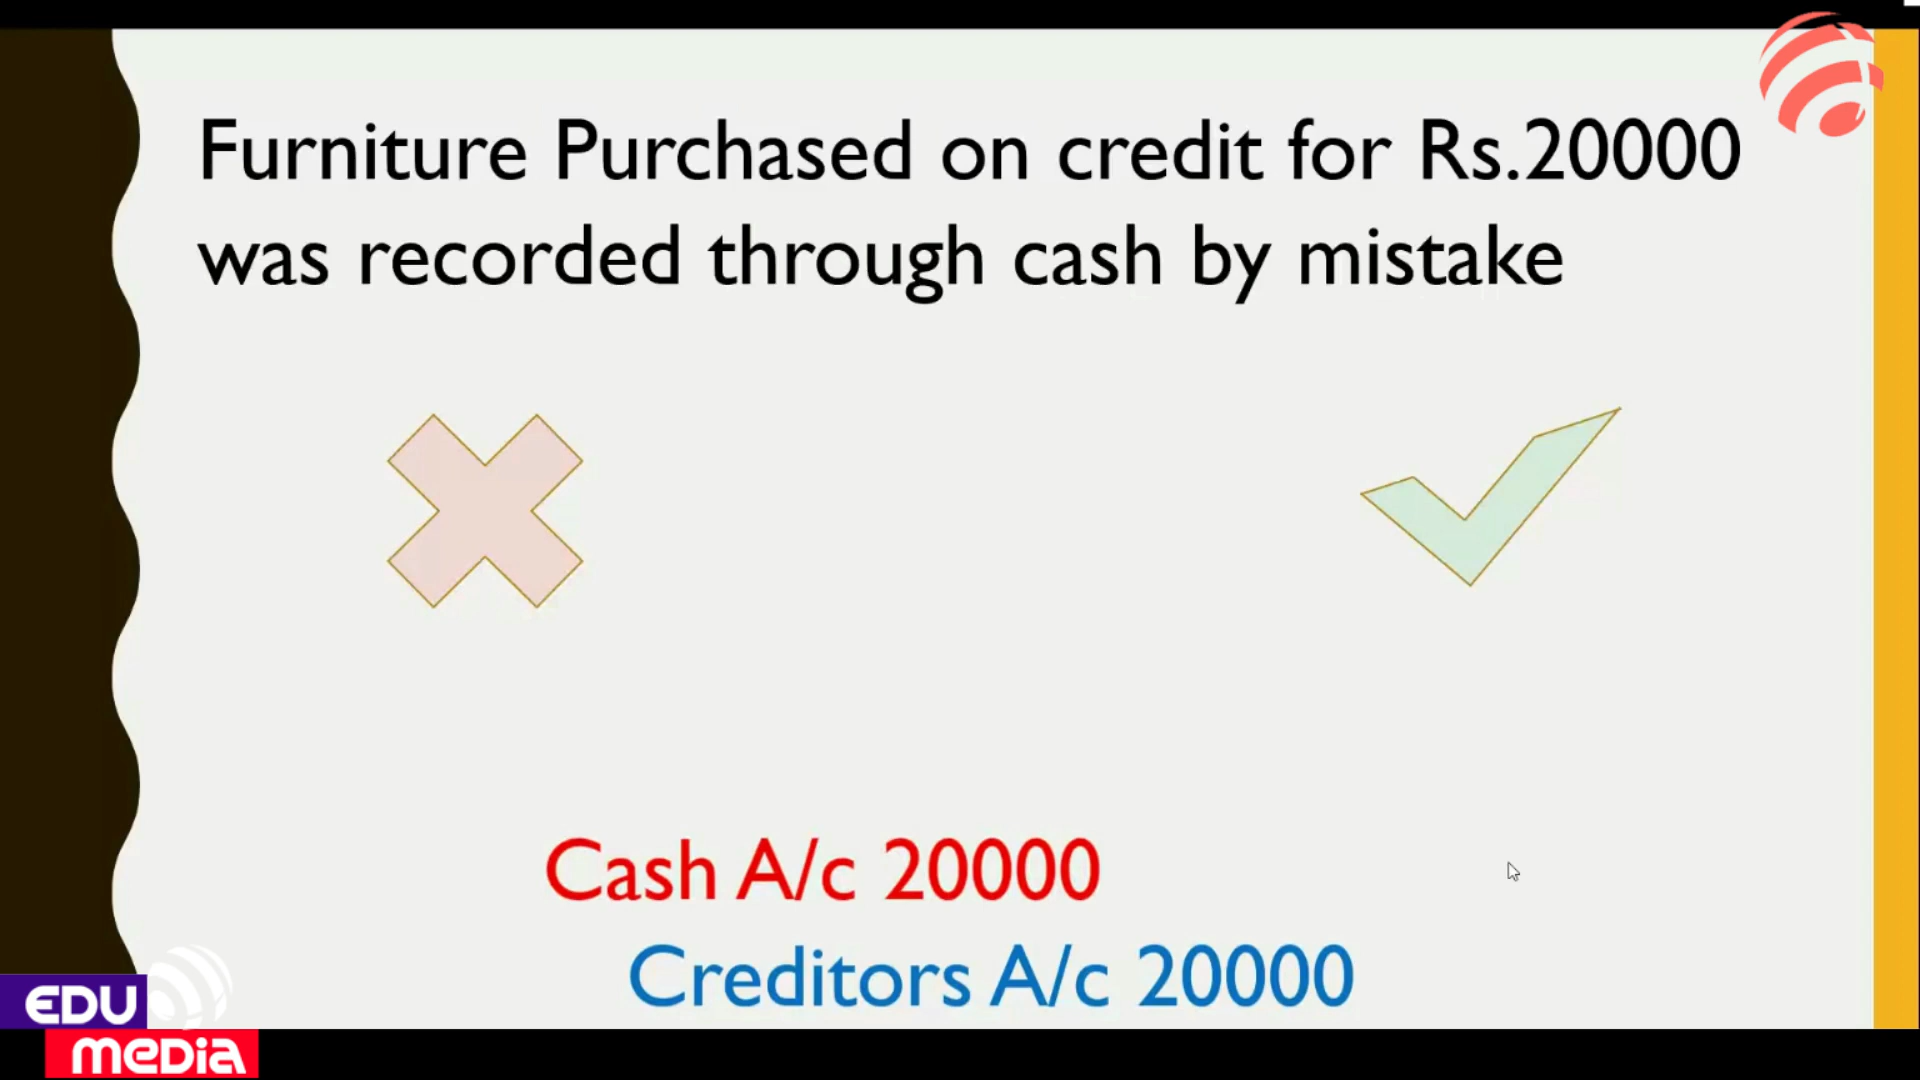 Furniture Purchased on credit for Rs.20000
was recorded through cash by mistake
Cash A/c 20000
Creditors A/c 20000
EDU
meDia